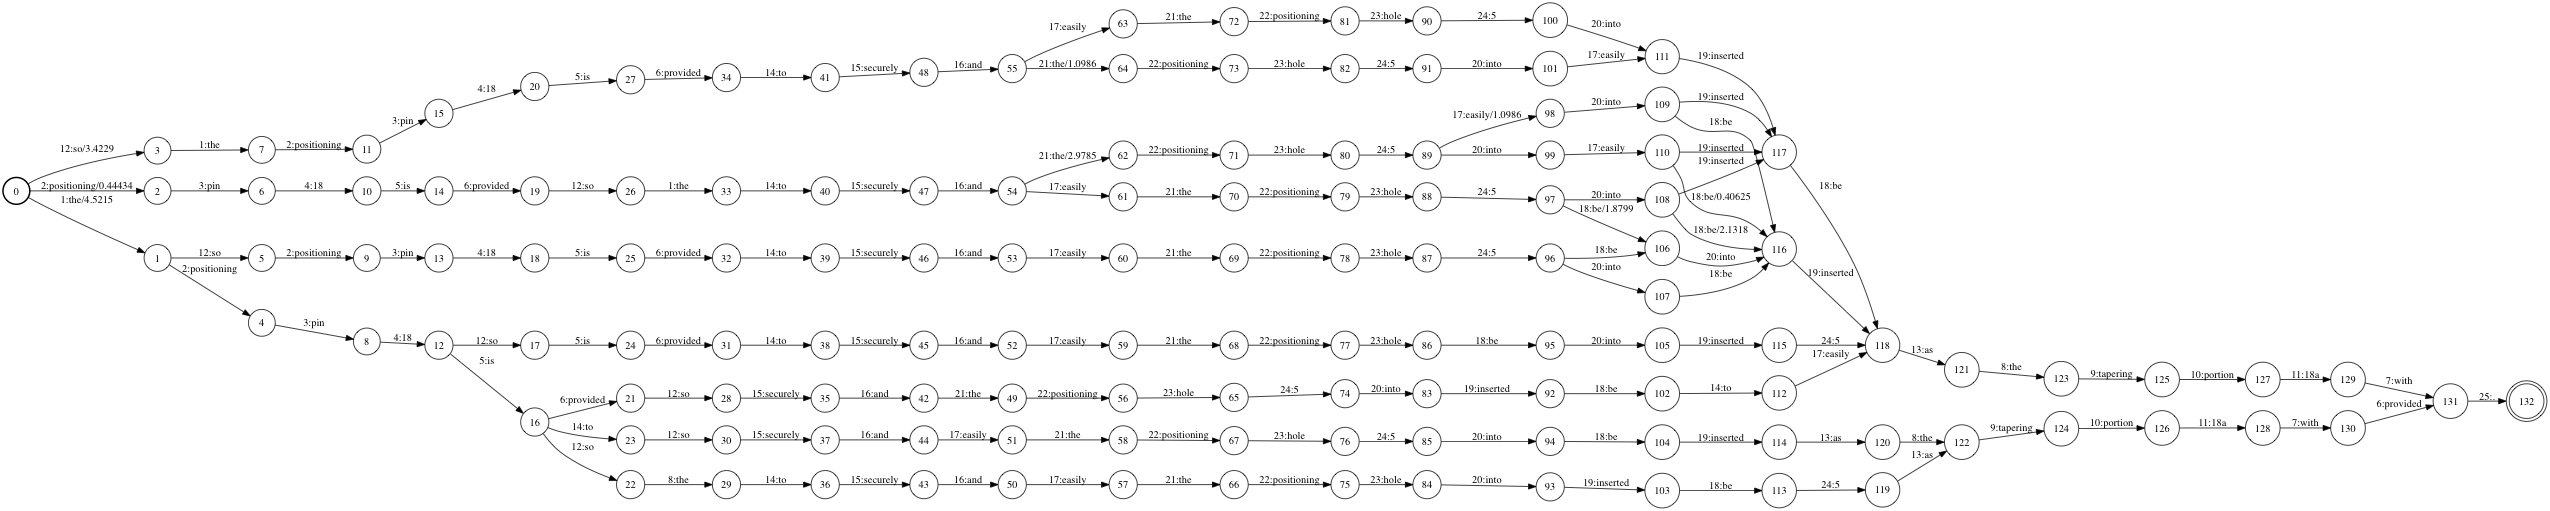 17:easily 63 21:the 72 22:positioning 81 23:hole 90 24:5 100 20:into
55 21:the/1.0986 64 22:positioning 73 23:hole 82 24:5 91 20:into 101 17:easily 111 19:inserted
3:pin 15 4:18 20 5:is 27 6:provided 34 14:to 41 15:securely 48 16:and
17:easily/1.0986 98 20:into 109 19:inserted 18:be
0 12:so/3.4229 3 1:the 7 2:positioning 11
21:the/2.9785 62 22:positioning 71 23:hole 80 24:5 89 20:into 99 17:easily 110 19:inserted 117 18:be
2:positioning/0.44434 2 3:pin 6 4:18 10 5:is 14 6:provided 19 12:so 26 1:the 33 14:to 40 15:securely 47 16:and 54
17:easily 61 21:the 70 22:positioning 79 23:hole 88 24:5 97 20:into 108 19:inserted 18:be/0.40625
18:be/1.8799 18:be/2.1318
1:the/4.5215 1 12:so 5 2:positioning 9 3:pin 13 4:18 18 5:is 25 6:provided 32 14:to 39 15:securely 46 16:and 53 17:easily 60 21:the 69 22:positioning 78 23:hole 87 24:5 96 18:be 106 20:into 116 19:inserted
20:into 107 18:be
2:positioning 4 3:pin 8 4:18 12 12:so 17 5:is 24 6:provided 31 14:to 38 15:securely 45 16:and 52 17:easily 59 21:the 68 22:positioning 77 23:hole 86 18:be 95 20:into 105 19:inserted 115 24:5 118 13:as 121 8:the 123 9:tapering 125 10:portion 127 11:18a 129 7:with
5:is 16 6:provided 21 12:so 28 15:securely 35 16:and 42 21:the 49 22:positioning 56 23:hole 65 24:5 74 20:into 83 19:inserted 92 18:be 102 14:to 112 17:easily
131 25:. 132
14:to 23 12:so 30 15:securely 37 16:and 44 17:easily 51 21:the 58 22:positioning 67 23:hole 76 24:5 85 20:into 94 18:be 104 19:inserted 114 13:as 120 8:the 122 9:tapering 124 10:portion 126 11:18a 128 7:with 130 6:provided
12:so 22 8:the 29 14:to 36 15:securely 43 16:and 50 17:easily 57 21:the 66 22:positioning 75 23:hole 84 20:into 93 19:inserted 103 18:be 113 24:5 119 13:as